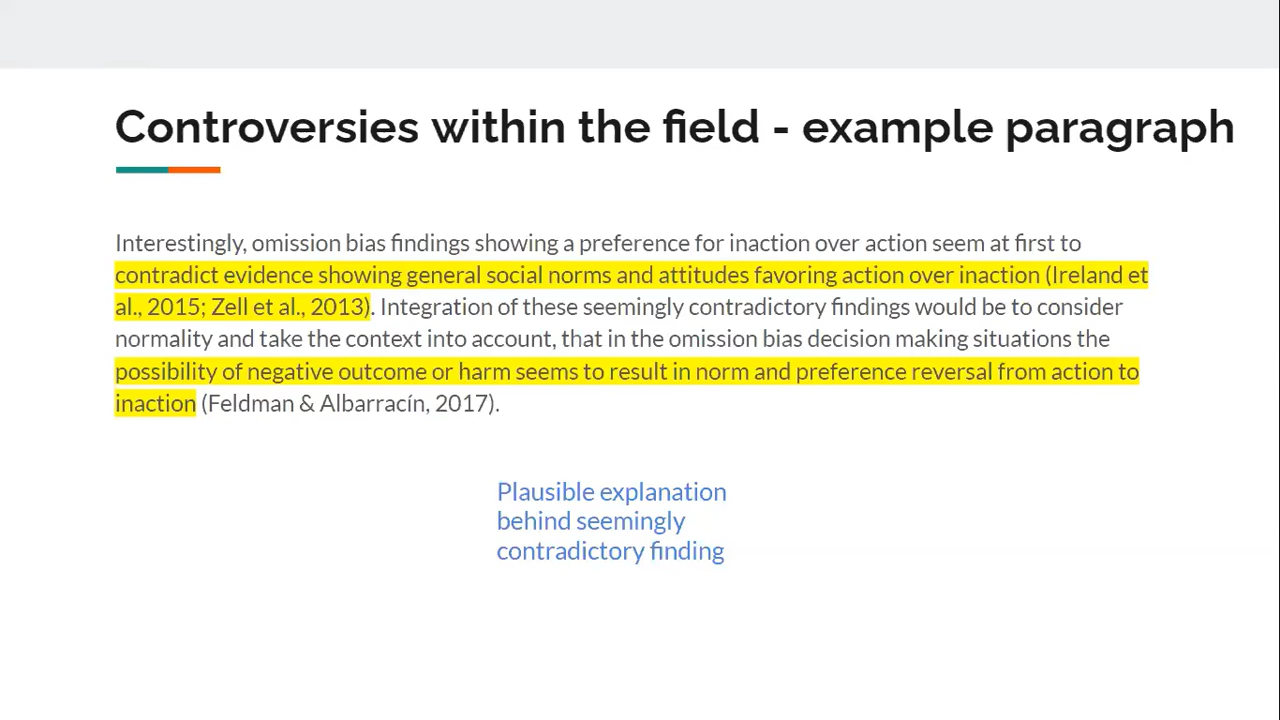 Controversies within the field - example paragraph
Interestingly, omission bias findings showing a preference for inaction over action seem at first to
contradict evidence showing general social norms and attitudes favoring action over inaction (Ireland et
al., 2015; Zell et al., 2013). Integration of these seemingly contradictory findings would be to consider
normality and take the context into account, that in the omission bias decision making situations the
possibility of negative outcome or harm seems to result in norm and preference reversal from action to
inaction (Feldman & Albarracín, 2017).
Plausible explanation
behind seemingly
contradictory finding